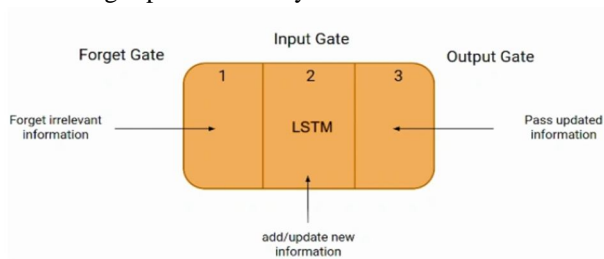 Input Gate
Forget Gate
Output Gate
1 2 3
LSTM
Forget irrelevant
information
Pass updated
information
add/update new
information